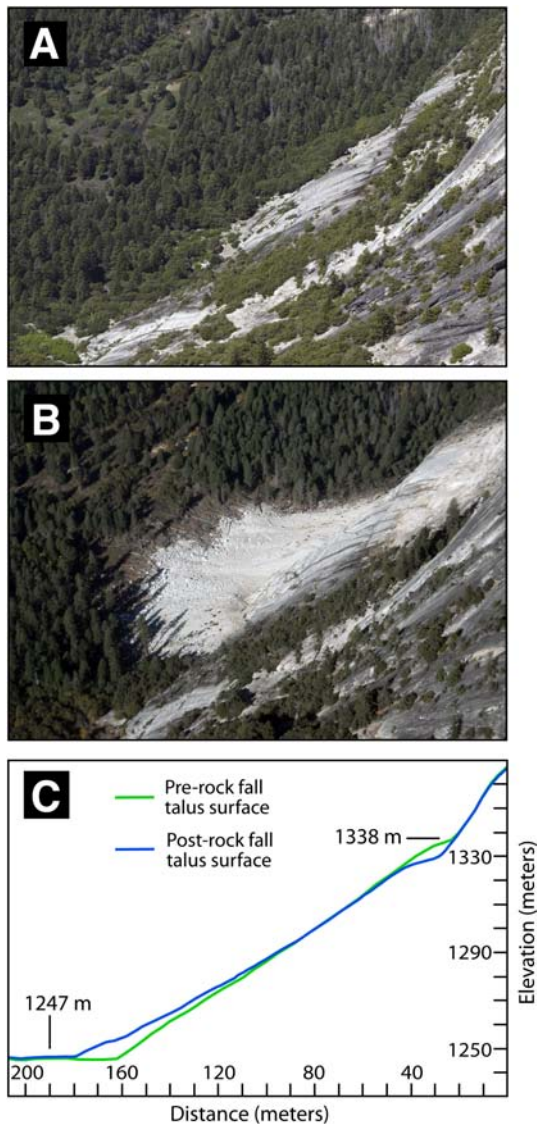 A
B
C
Pre-rock fall
talus surface
Post-rock fall
talus surface
1338 m
1330
1290
1250
1247 m
200 160 120 80 40
Distance (meters)
Elevation (meters)